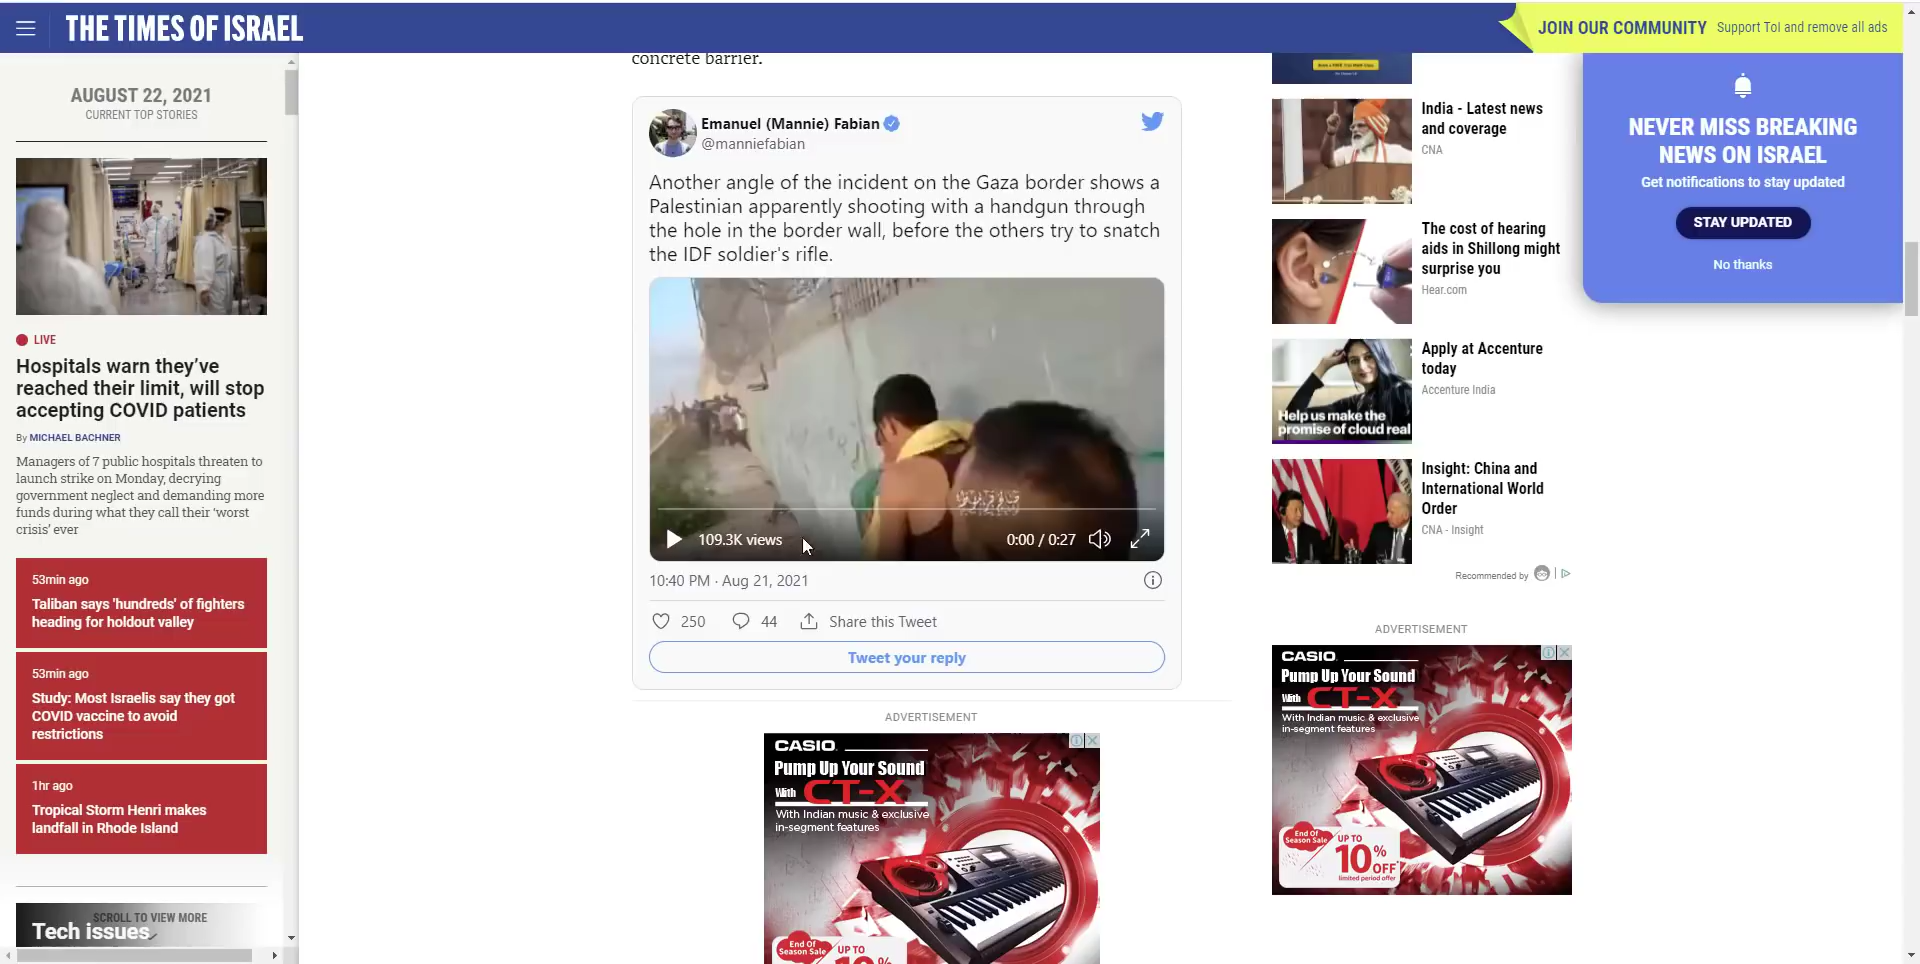 THE TIMES OF ISRAEL
JOIN OUR COMMUNITY
Support ToI and remove all ads
AUGUST 22, 2021
CURRENT TOP STORIES
LIVE
Hospitals warn they’ve
reached their limit, will stop
accepting COVID patients
By MICHAEL BACHNER
Managers of 7 public hospitals threaten to
launch strike on Monday, decrying
government neglect and demanding more
funds during what they call their ‘worst
crisis’ ever
53min ago
Taliban says 'hundreds' of fighters
heading for holdout valley
53min ago
Study: Most Israelis say they got
COVID vaccine to avoid
restrictions
1hr ago
Tropical Storm Henri makes
landfall in Rhode Island
SCROLL TO VIEW MORE
Tech issues
concrete barrier.
Emanuel (Mannie) Fabian
@manniefabian
Another angle of the incident on the Gaza border shows a
Palestinian apparently shooting with a handgun through
the hole in the border wall, before the others try to snatch
the IDF soldier's rifle.
109.3K views
0:00 / 0:27
10:40 PM · Aug 21, 2021
250
44
Share this Tweet
Tweet your reply
ADVERTISEMENT
CASIO
Pump Up Your Sound
With CT-X
With Indian music & exclusive
in-segment features
End Of
Season Sale
UP TO
India - Latest news
and coverage
CNA
The cost of hearing
aids in Shillong might
surprise you
Hear.com
Help us make the
promise of cloud real
Apply at Accenture
today
Accenture India
Insight: China and
International World
Order
CNA - Insight
Recommended by
ADVERTISEMENT
CASIO
Pump Up Your Sound
With CT-X
With Indian music & exclusive
in-segment features
End Of
Season Sale
UP TO
10% OFF*
limited period offer
NEVER MISS BREAKING
NEWS ON ISRAEL
Get notifications to stay updated
STAY UPDATED
No thanks